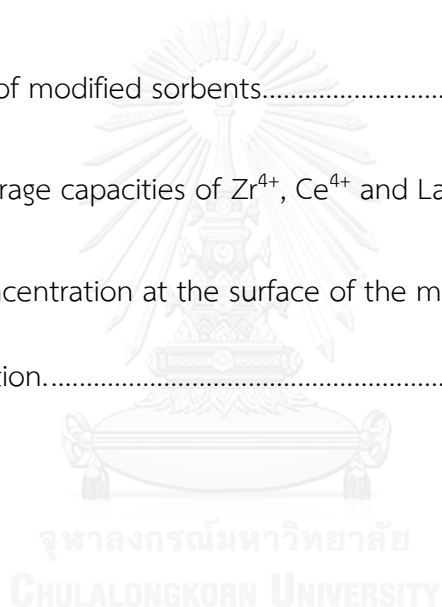 of modified sorbents.......................
rage capacities of Zr⁴⁺, Ce⁴⁺ and La
ncentration at the surface of the m
tion..................................................
จุฬาลงกรณ์มหาวิทยาลัย
CHULALONGKORN UNIVERSITY